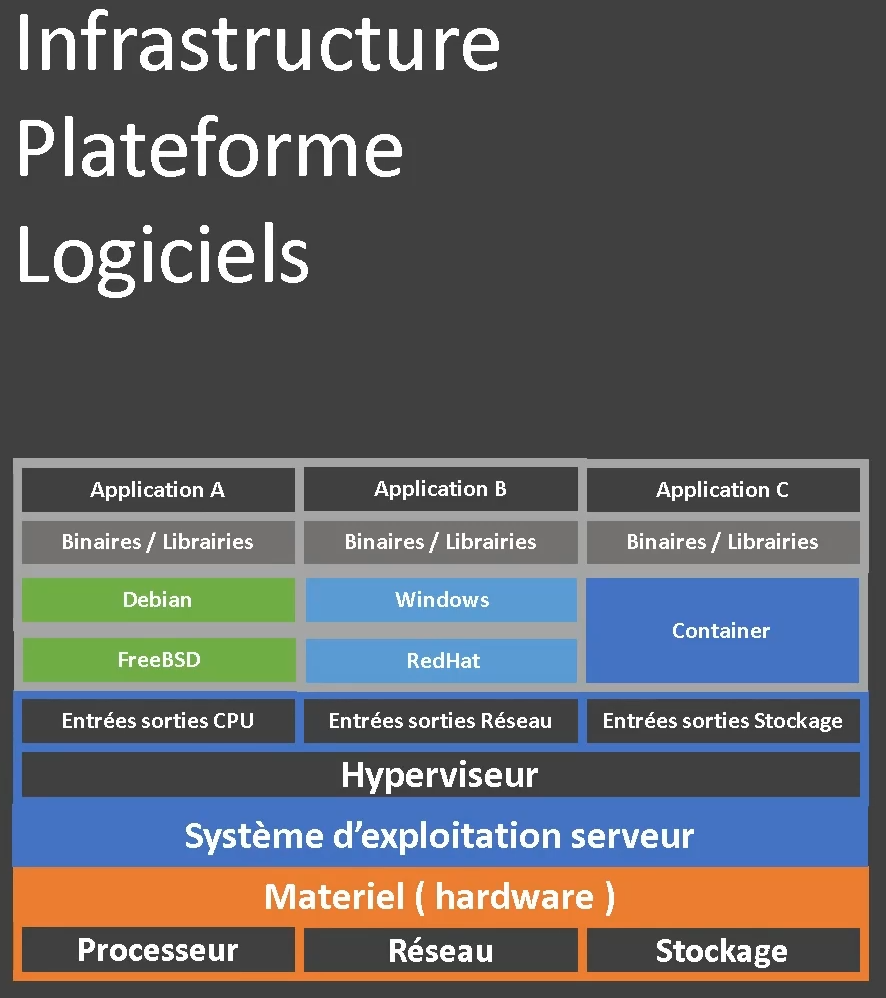 Infrastructure
Plateforme
Logiciels
Application A
Application B
Application C
Binaires / Librairies
Binaires / Librairies
Binaires / Librairies
Debian
Windows
Container
FreeBSD
RedHat
Entrées sorties CPU
Entrées sorties Réseau
Entrées sorties Stockage
Hyperviseur
Système d’exploitation serveur
Materiel ( hardware )
Processeur
Réseau
Stockage